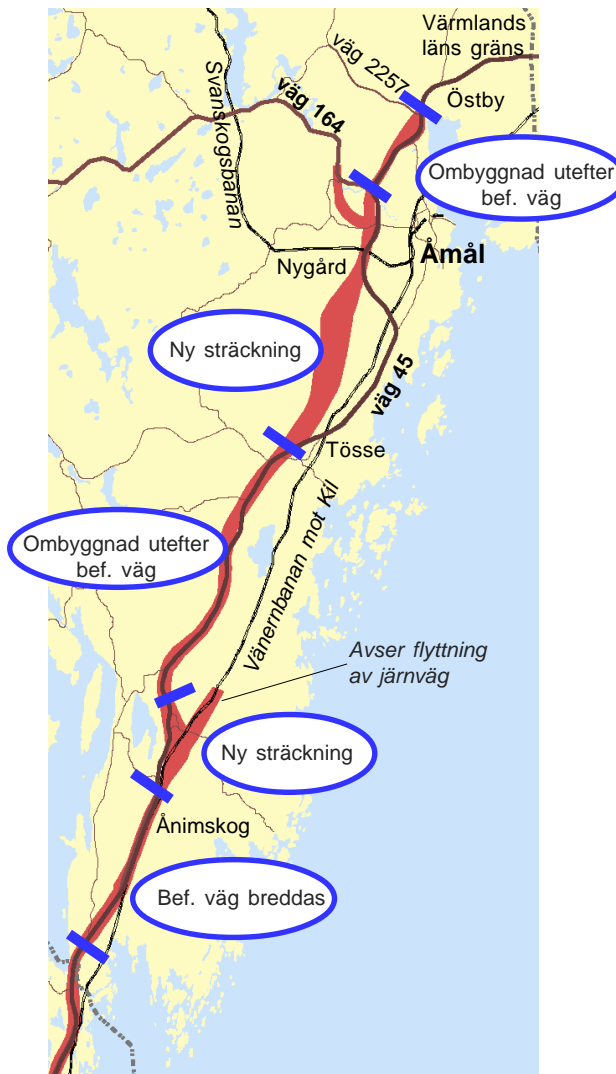 Värmlands
läns gräns
väg 2257
Östby
Svanskogsbanan
väg 164
Ombyggnad utefter
bef. väg
Åmål
Nygård
Ny sträckning
väg 45
Tösse
Vänernbanan mot Kil
Ombyggnad utefter
bef. väg
Avser flyttning
av järnväg
Ny sträckning
Ånimskog
Bef. väg breddas